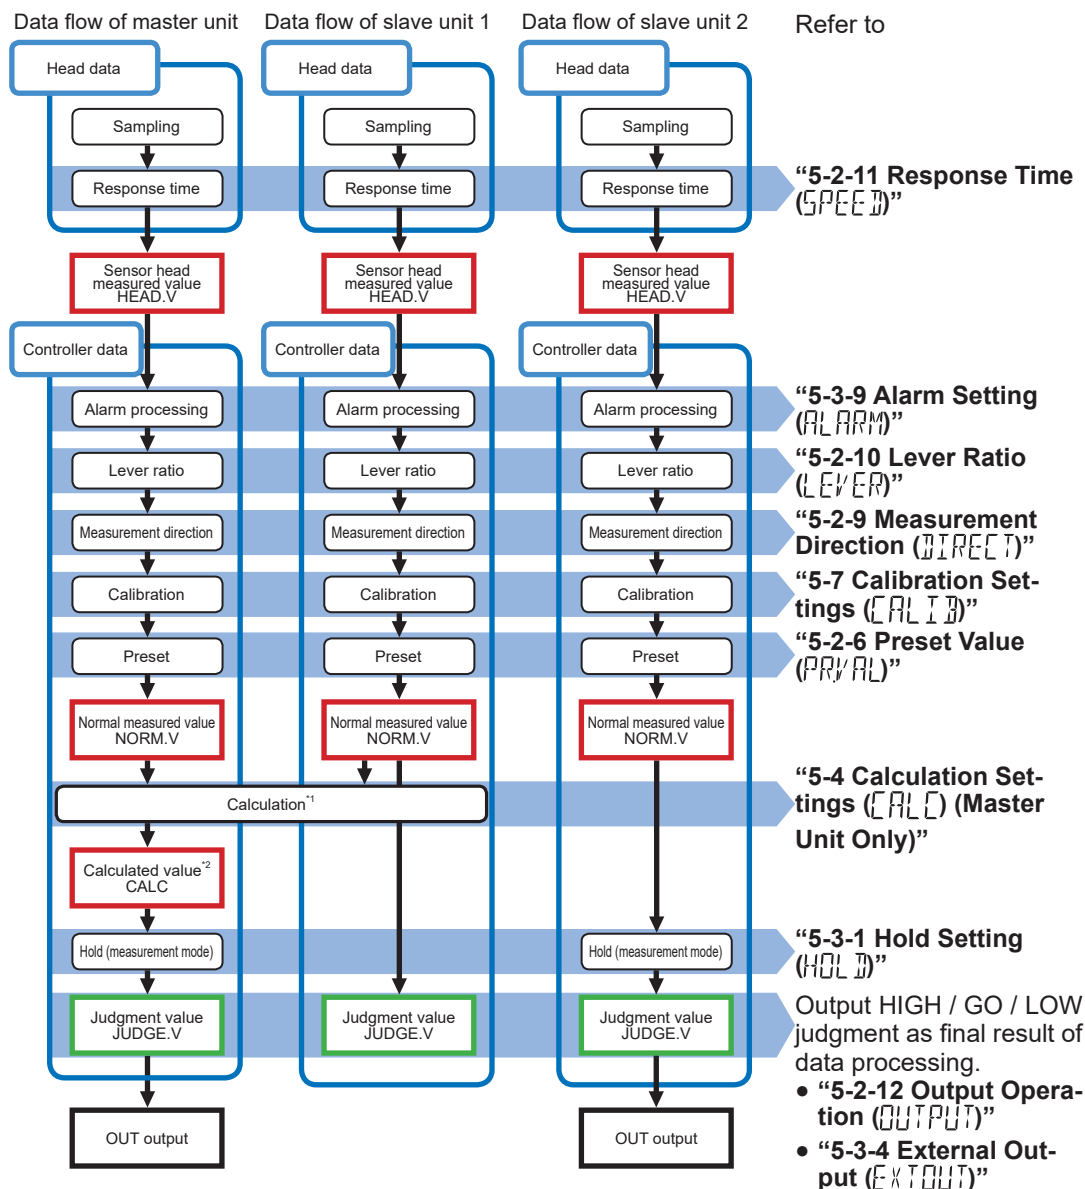 Data flow of master unit
Data flow of slave unit 1
Data flow of slave unit 2
Refer to
Head data
Head data
Head data
Sampling
Sampling
Sampling
Response time
Response time
Response time
“5-2-11 Response Time
(SPEED)”
Sensor head
measured value
HEAD.V
Sensor head
measured value
HEAD.V
Sensor head
measured value
HEAD.V
Controller data
Controller data
Controller data
Alarm processing
Alarm processing
Alarm processing
“5-3-9 Alarm Setting
(ALARM)”
Lever ratio
Lever ratio
Lever ratio
“5-2-10 Lever Ratio
(LEVER)”
Measurement direction
Measurement direction
Measurement direction
“5-2-9 Measurement
Direction (DIRECT)”
Calibration
Calibration
Calibration
“5-7 Calibration Set-
tings (CALIB)”
Preset
Preset
Preset
“5-2-6 Preset Value
(PRVAL)”
Normal measured value
NORM.V
Normal measured value
NORM.V
Normal measured value
NORM.V
Calculation*1
“5-4 Calculation Set-
tings (CALC) (Master
Unit Only)”
Calculated value*2
CALC
Hold (measurement mode)
Hold (measurement mode)
“5-3-1 Hold Setting
(HOLD)”
Judgment value
JUDGE.V
Judgment value
JUDGE.V
Judgment value
JUDGE.V
Output HIGH / GO / LOW
judgment as final result of
data processing.
OUT output
OUT output
• “5-2-12 Output Opera-
tion (OUTPUT)”
• “5-3-4 External Out-
put (EXTOUT)”